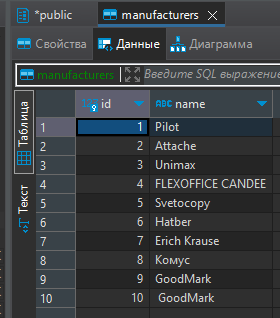 *public manufacturers
Свойства Данные Диаграмма
manufacturers Введите SQL выражение
Таблица
Текст
id name
1 1 Pilot
2 2 Attache
3 3 Unimax
4 4 FLEXOFFICE CANDEE
5 5 Svetocopy
6 6 Hatber
7 7 Erich Krause
8 8 Комус
9 9 GoodMark
10 10 GoodMark